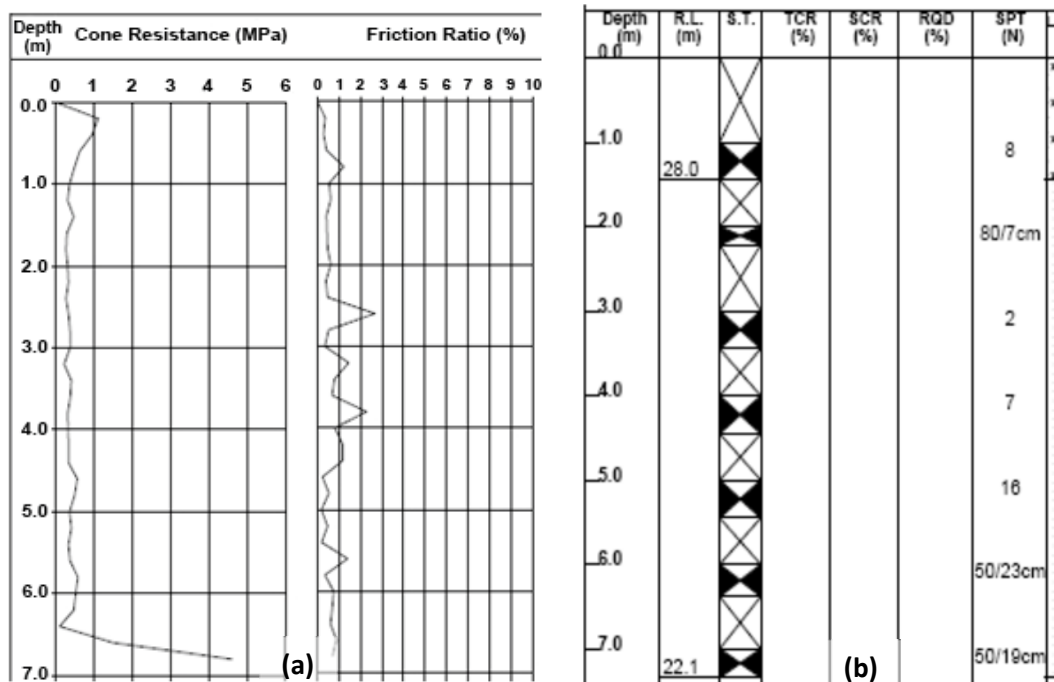 Depth (m) Cone Resistance (MPa) Friction Ratio (%)
0 1 2 3 4 5 6
0 1 2 3 4 5 6 7 8 9 10
0.0
1.0
2.0
3.0
4.0
5.0
6.0
7.0
(a)
Depth (m) R.L. (m) S.T. TCR (%) SCR (%) RQD (%) SPT (N)
0.0
1.0 8
28.0
2.0 80/7cm
3.0 2
4.0 7
5.0 16
6.0 50/23cm
7.0 50/19cm
22.1
(b)